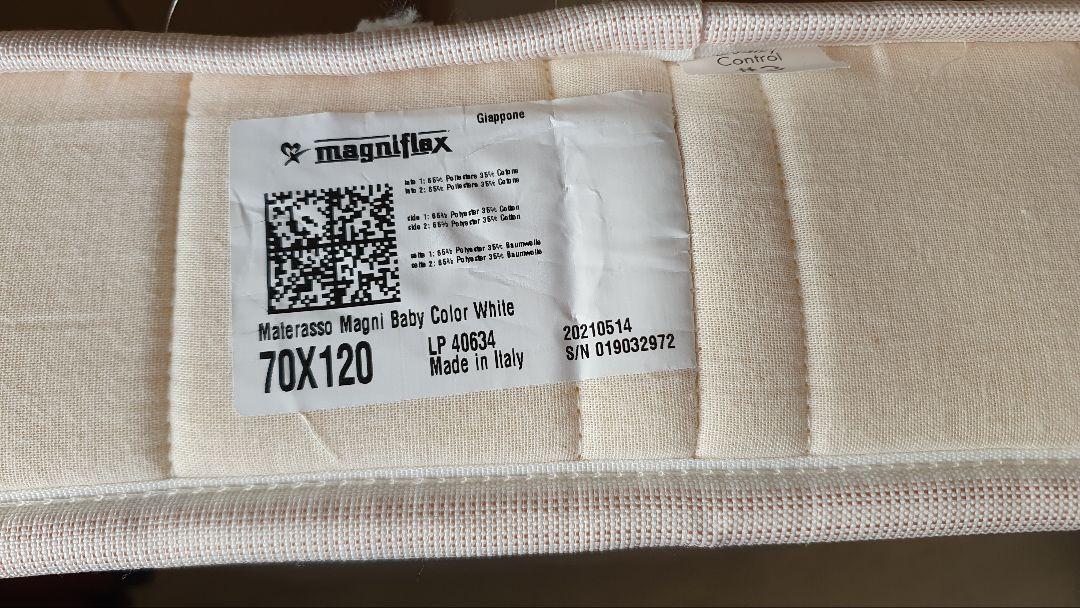 Control
Giappone
magniflex
lato 1: 65% Poliestere 35% Cotone
lato 2: 65% Poliestere 35% Cotone
side 1: 65% Polyester 35% Cotton
side 2: 65% Polyester 35% Cotton
seite 1: 65% Polyester 35% Baumwolle
seite 2: 65% Polyester 35% Baumwolle
Materasso Magni Baby Color White
70X120
LP 40634
Made in Italy
20210514
S/N 019032972